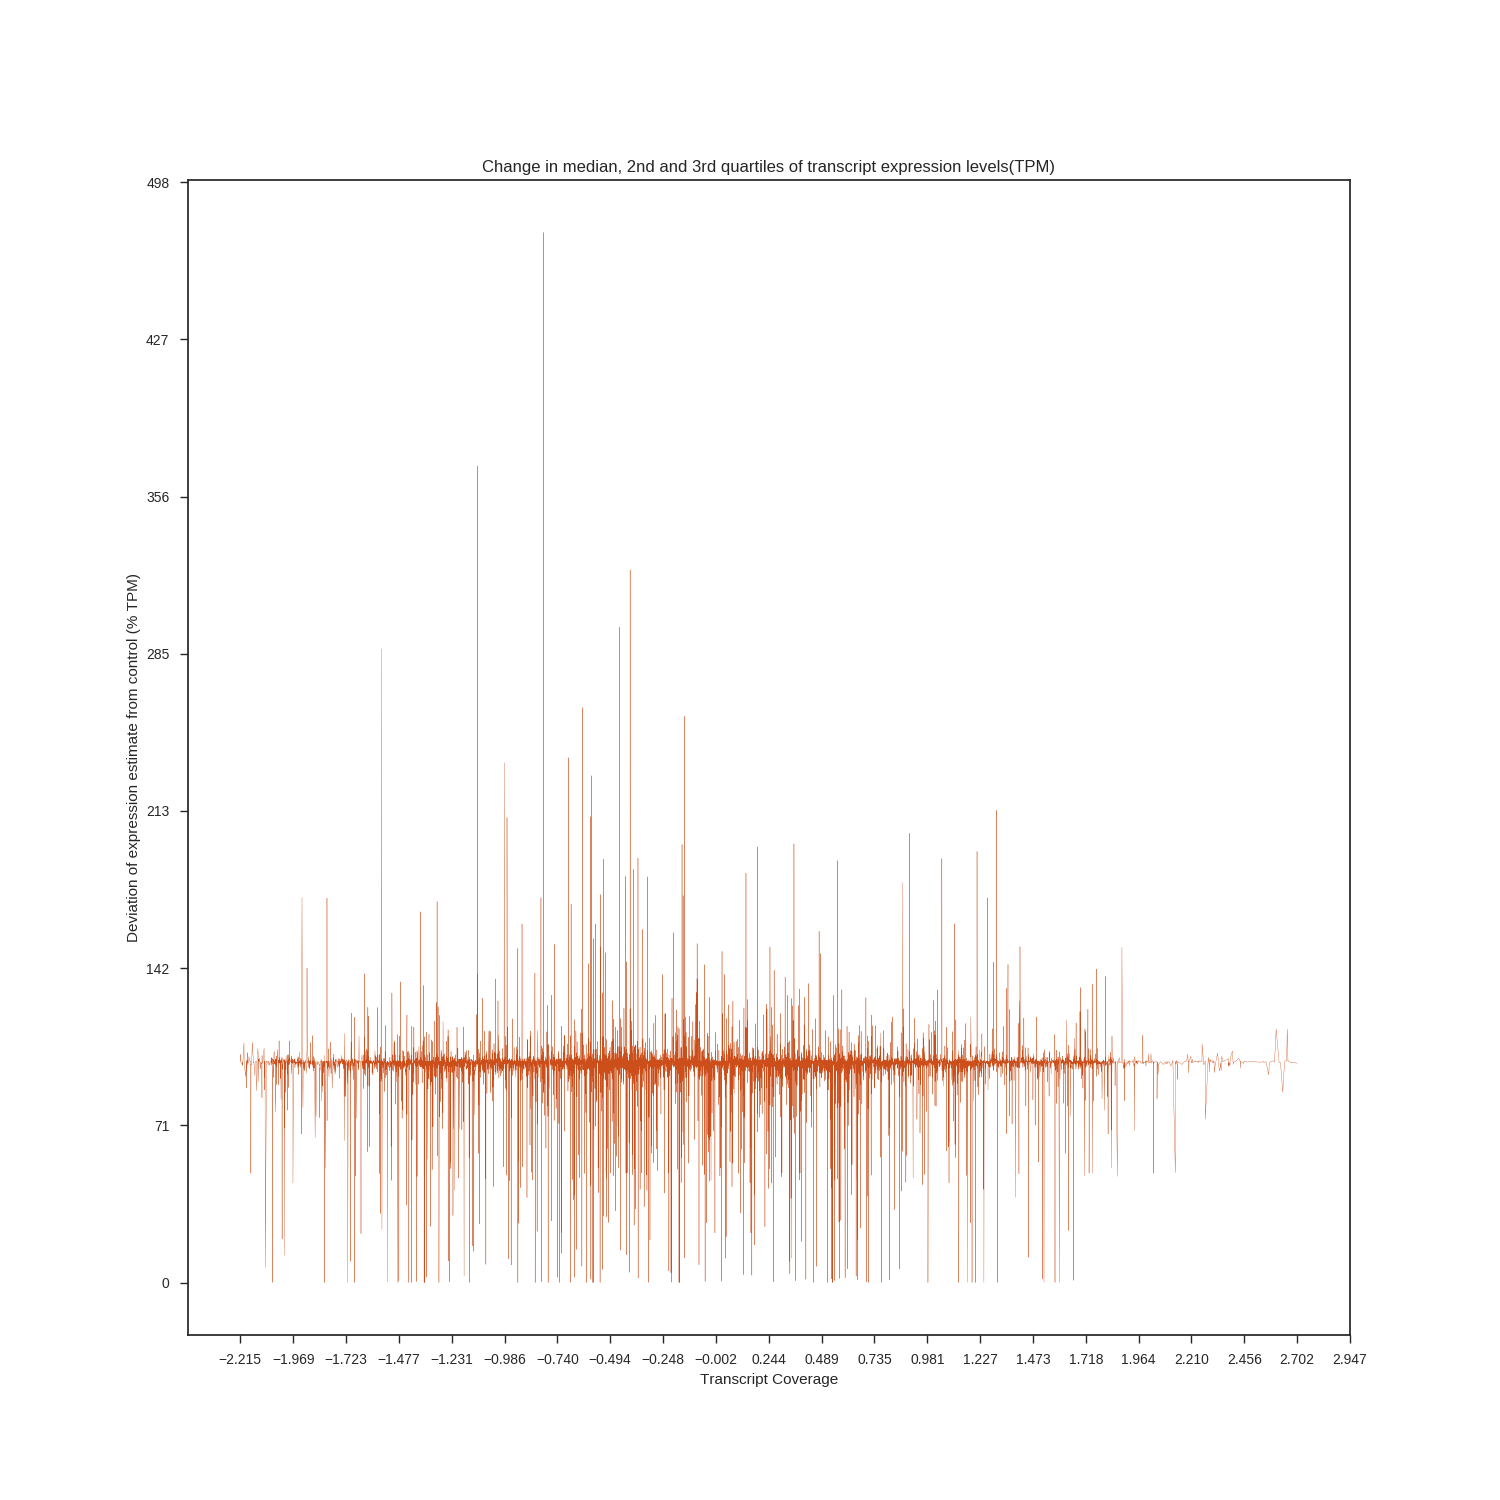 Change in median, 2nd and 3rd quartiles of transcript expression levels(TPM)
498
427
356
285
213
142
71
0
Deviation of expression estimate from control (% TPM)
−2.215 −1.969 −1.723 −1.477 −1.231 −0.986 −0.740 −0.494 −0.248 −0.002 0.244 0.489 0.735 0.981 1.227 1.473 1.718 1.964 2.210 2.456 2.702 2.947
Transcript Coverage